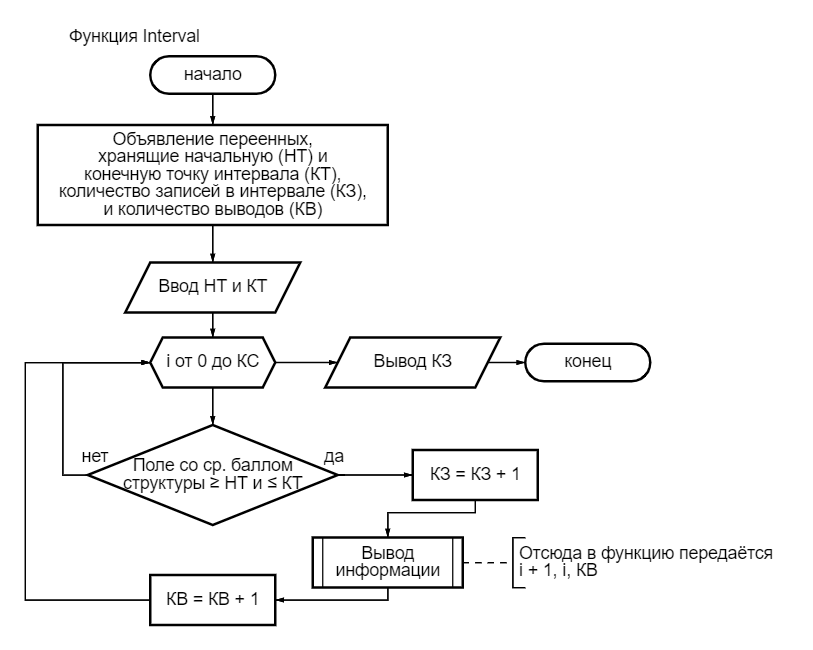 Функция Interval
начало
Объявление переенных,
хранящие начальную (НТ) и
конечную точку интервала (КТ),
количество записей в интервале (КЗ),
и количество выводов (КВ)
Ввод НТ и КТ
i от 0 до КС
Вывод КЗ
конец
нет
Поле со ср. баллом
структуры ≥ НТ и ≤ КТ
да
КЗ = КЗ + 1
Вывод
информации
Отсюда в функцию передаётся
i + 1, i, КВ
КВ = КВ + 1